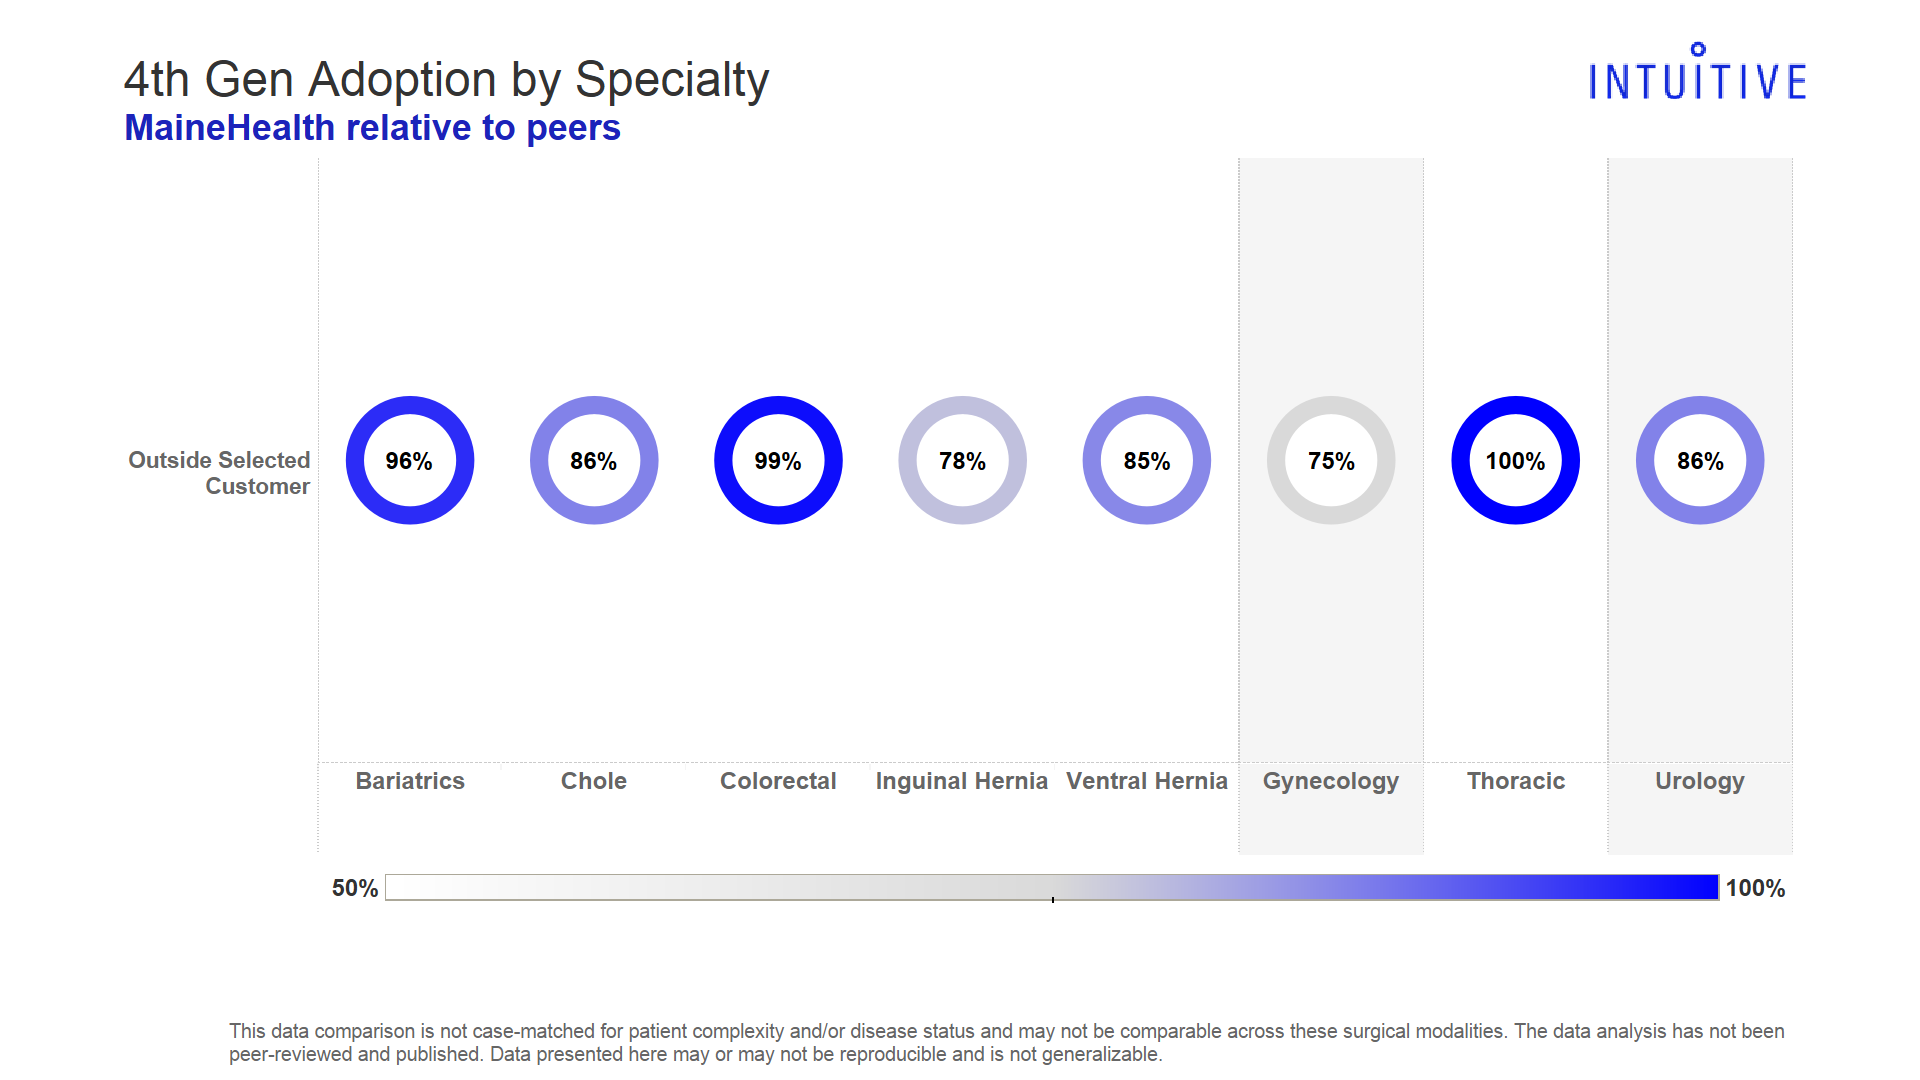 4th Gen Adoption by Specialty
INTUITIVE
MaineHealth relative to peers
Outside Selected
Customer
96%
86%
99%
78%
85%
75%
100%
86%
Bariatrics
Chole
Colorectal
Inguinal Hernia
Ventral Hernia
Gynecology
Thoracic
Urology
50%
100%
This data comparison is not case-matched for patient complexity and/or disease status and may not be comparable across these surgical modalities. The data analysis has not been
peer-reviewed and published. Data presented here may or may not be reproducible and is not generalizable.